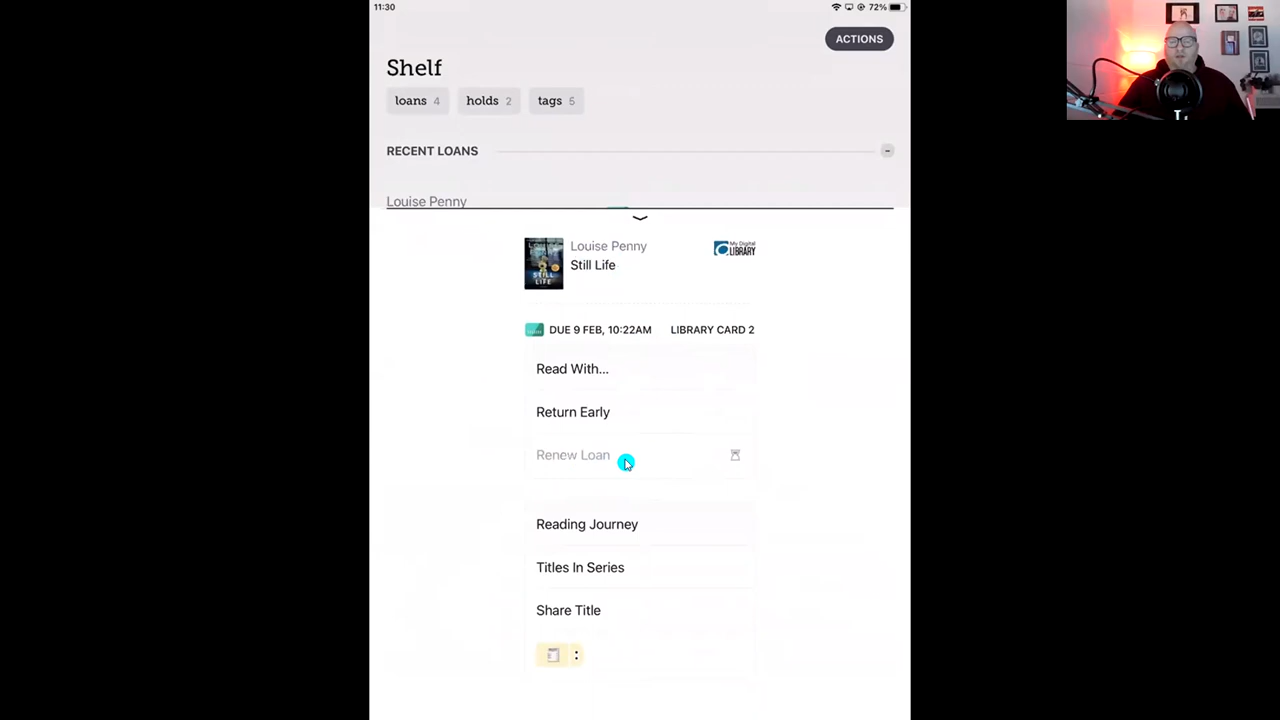 11:30
72%
ACTIONS
Shelf
loans 4
holds 2
tags 5
RECENT LOANS
Louise Penny
Louise Penny
My Digital
LIBRARY
Still Life
STILL
LIFE
DUE 9 FEB, 10:22AM
LIBRARY CARD 2
Read With...
Return Early
Renew Loan
Reading Journey
Titles In Series
Share Title